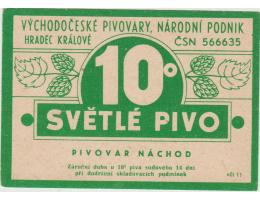 VÝCHODOČESKÉ PIVOVARY, NÁRODNÍ PODNIK
HRADEC KRÁLOVÉ ČSN 566635
10°
SVĚTLÉ PIVO
PIVOVAR NÁCHOD
Záruční doba u 10° piva sudového 14 dní
při dodržení skladovacích podmínek